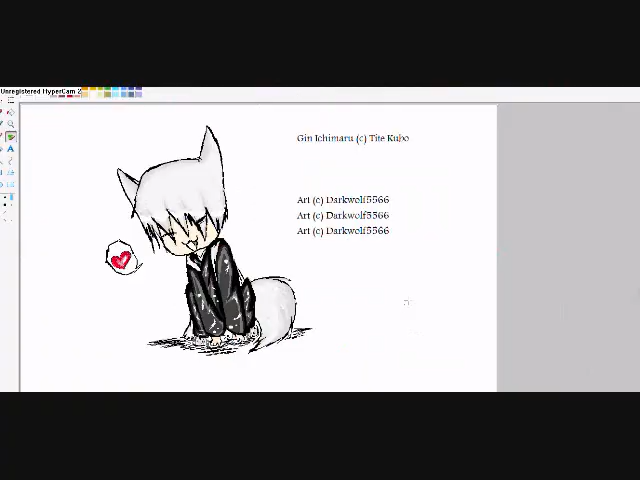 Unregistered HyperCam 2
Gin Ichimaru (c) Tite Kubo
Art (c) Darkwolf5566
Art (c) Darkwolf5566
Art (c) Darkwolf5566